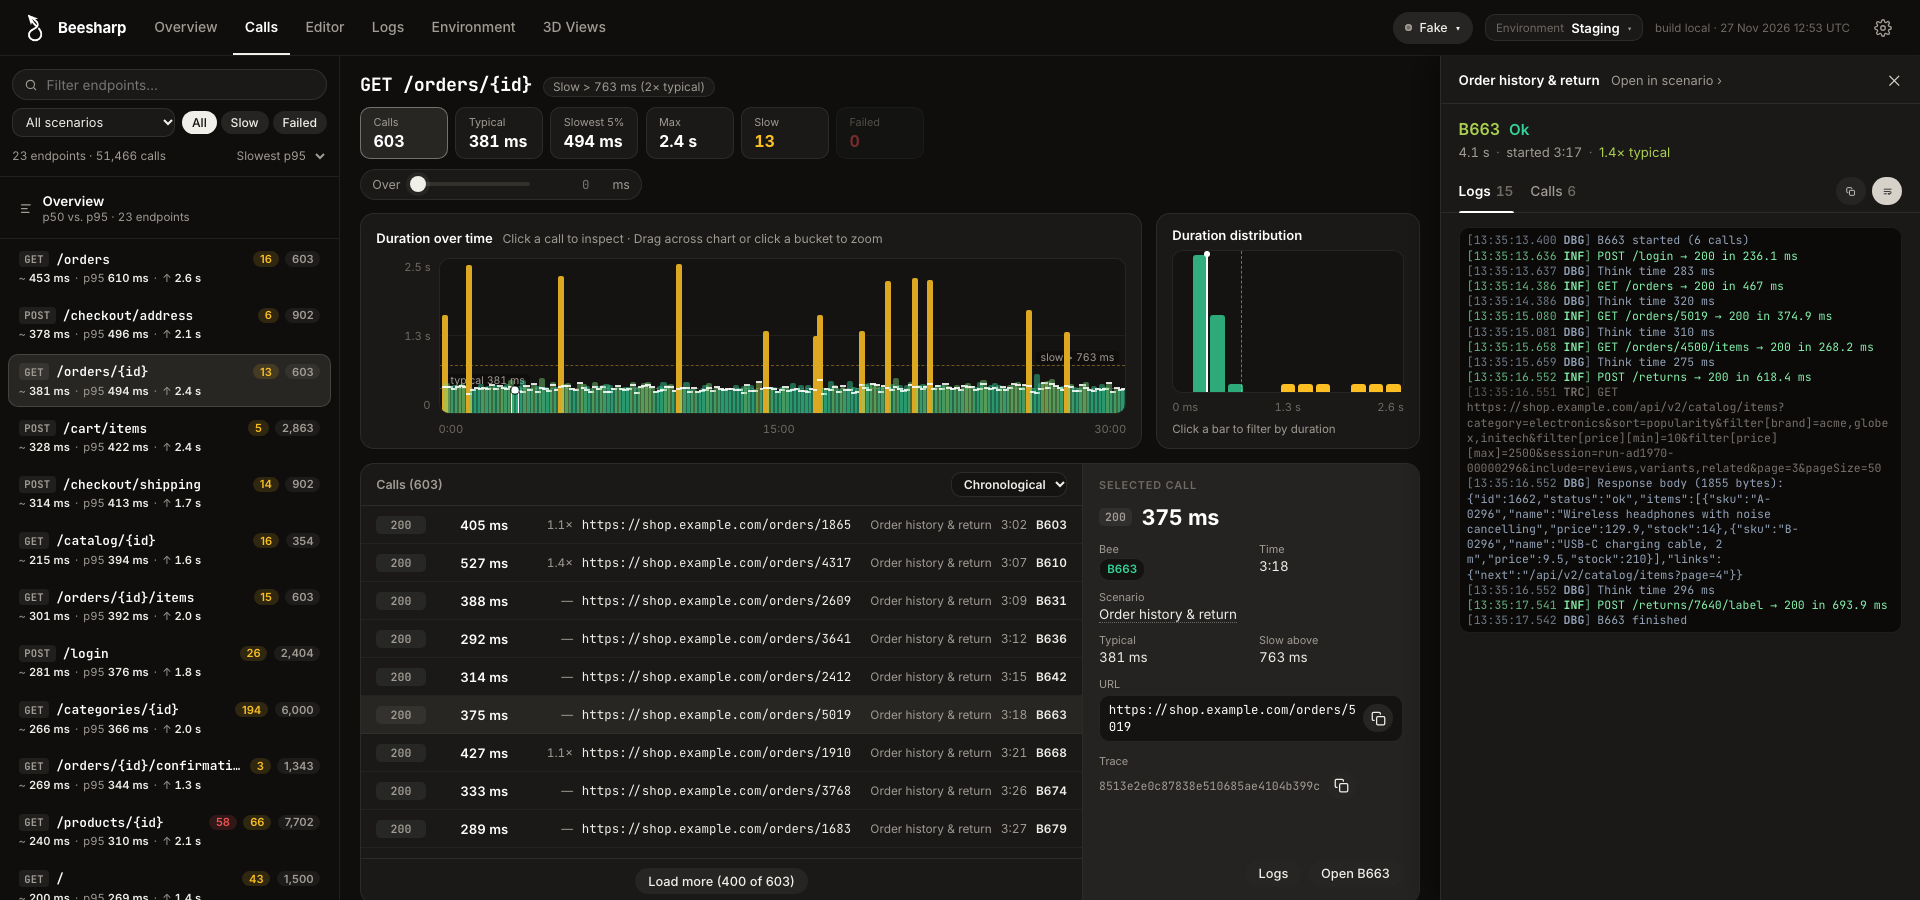 Beesharp
Overview
Calls
Editor
Logs
Environment
3D Views
Fake
Environment Staging
build local · 27 Nov 2026 12:53 UTC
Filter endpoints...
All scenarios
All
Slow
Failed
23 endpoints · 51,466 calls
Slowest p95
Overview
p50 vs. p95 · 23 endpoints
GET /orders 16 603
~ 453 ms · p95 610 ms · ↑ 2.6 s
POST /checkout/address 6 902
~ 378 ms · p95 496 ms · ↑ 2.1 s
GET /orders/{id} 13 603
~ 381 ms · p95 494 ms · ↑ 2.4 s
POST /cart/items 5 2,863
~ 328 ms · p95 422 ms · ↑ 2.4 s
POST /checkout/shipping 14 902
~ 314 ms · p95 413 ms · ↑ 1.7 s
GET /catalog/{id} 16 354
~ 215 ms · p95 394 ms · ↑ 1.6 s
GET /orders/{id}/items 15 603
~ 301 ms · p95 392 ms · ↑ 2.0 s
POST /login 26 2,404
~ 281 ms · p95 376 ms · ↑ 1.8 s
GET /categories/{id} 194 6,000
~ 266 ms · p95 366 ms · ↑ 2.0 s
GET /orders/{id}/confirmati... 3 1,343
~ 269 ms · p95 344 ms · ↑ 1.3 s
GET /products/{id} 58 66 7,702
~ 240 ms · p95 310 ms · ↑ 2.1 s
GET / 43 1,500
~ 200 ms · p95 269 ms · ↑ 1.4 s
GET /orders/{id}
Slow > 763 ms (2× typical)
Calls
603
Typical
381 ms
Slowest 5%
494 ms
Max
2.4 s
Slow
13
Failed
0
Over 0 ms
Duration over time Click a call to inspect · Drag across chart or click a bucket to zoom
2.5 s
1.3 s
0
slow > 763 ms
typical 381 ms
0:00
15:00
30:00
Duration distribution
0 ms
1.3 s
2.6 s
Click a bar to filter by duration
Calls (603)
Chronological
200 405 ms 1.1× https://shop.example.com/orders/1865 Order history & return 3:02 B603
200 527 ms 1.4× https://shop.example.com/orders/4317 Order history & return 3:07 B610
200 388 ms — https://shop.example.com/orders/2609 Order history & return 3:09 B631
200 292 ms — https://shop.example.com/orders/3641 Order history & return 3:12 B636
200 314 ms — https://shop.example.com/orders/2412 Order history & return 3:15 B642
200 375 ms — https://shop.example.com/orders/5019 Order history & return 3:18 B663
200 427 ms 1.1× https://shop.example.com/orders/1910 Order history & return 3:21 B668
200 333 ms — https://shop.example.com/orders/3768 Order history & return 3:26 B674
200 289 ms — https://shop.example.com/orders/1683 Order history & return 3:27 B679
Load more (400 of 603)
SELECTED CALL
200 375 ms
Bee
B663
Time
3:18
Scenario
Order history & return
Typical
381 ms
Slow above
763 ms
URL
https://shop.example.com/orders/5
019
Trace
8513e2e0c87838e510685ae4104b399c
Logs
Open B663
Order history & return Open in scenario ›
B663 Ok
4.1 s · started 3:17 · 1.4× typical
Logs 15
Calls 6
[13:35:13.400 DBG] B663 started (6 calls)
[13:35:13.636 INF] POST /login → 200 in 236.1 ms
[13:35:13.637 DBG] Think time 283 ms
[13:35:14.386 INF] GET /orders → 200 in 467 ms
[13:35:14.386 DBG] Think time 320 ms
[13:35:15.080 INF] GET /orders/5019 → 200 in 374.9 ms
[13:35:15.081 DBG] Think time 310 ms
[13:35:15.658 INF] GET /orders/4500/items → 200 in 268.2 ms
[13:35:15.659 DBG] Think time 275 ms
[13:35:16.552 INF] POST /returns → 200 in 618.4 ms
[13:35:16.551 TRC] GET
https://shop.example.com/api/v2/catalog/items?
category=electronics&sort=popularity&filter[brand]=acme,globe
x,initech&filter[price][min]=10&filter[price]
[max]=2500&session=run-ad1970-
00000296&include=reviews,variants,related&page=3&pageSize=50
[13:35:16.552 DBG] Response body (1855 bytes):
{"id":1662,"status":"ok","items":[{"sku":"A-
0296","name":"Wireless headphones with noise
cancelling","price":129.9,"stock":14},{"sku":"B-
0296","name":"USB-C charging cable, 2
m","price":9.5,"stock":210}],"links":
{"next":"/api/v2/catalog/items?page=4"}}
[13:35:16.552 DBG] Think time 296 ms
[13:35:17.541 INF] POST /returns/7640/label → 200 in 693.9 ms
[13:35:17.542 DBG] B663 finished